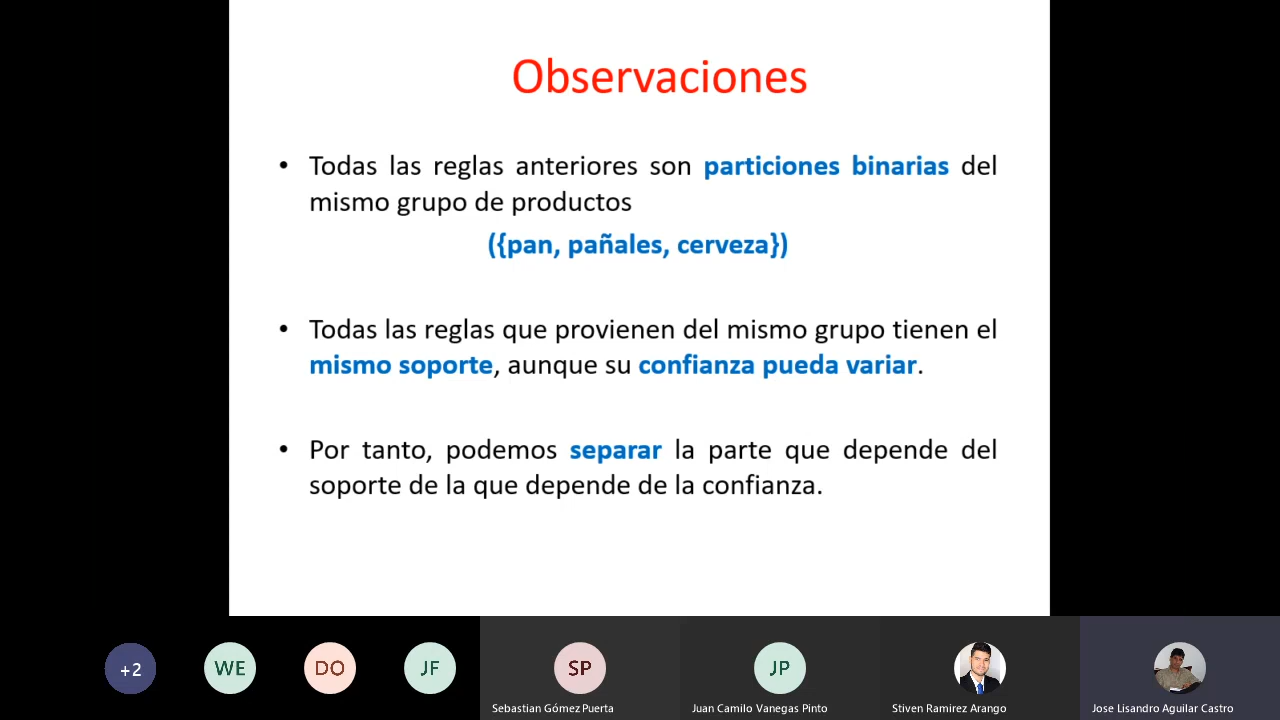 Observaciones
• Todas las reglas anteriores son particiones binarias del
mismo grupo de productos
({pan, pañales, cerveza})
• Todas las reglas que provienen del mismo grupo tienen el
mismo soporte, aunque su confianza pueda variar.
• Por tanto, podemos separar la parte que depende del
soporte de la que depende de la confianza.
+2
WE
DO
JF
SP
JP
Sebastian Gómez Puerta
Juan Camilo Vanegas Pinto
Stiven Ramirez Arango
Jose Lisandro Aguilar Castro